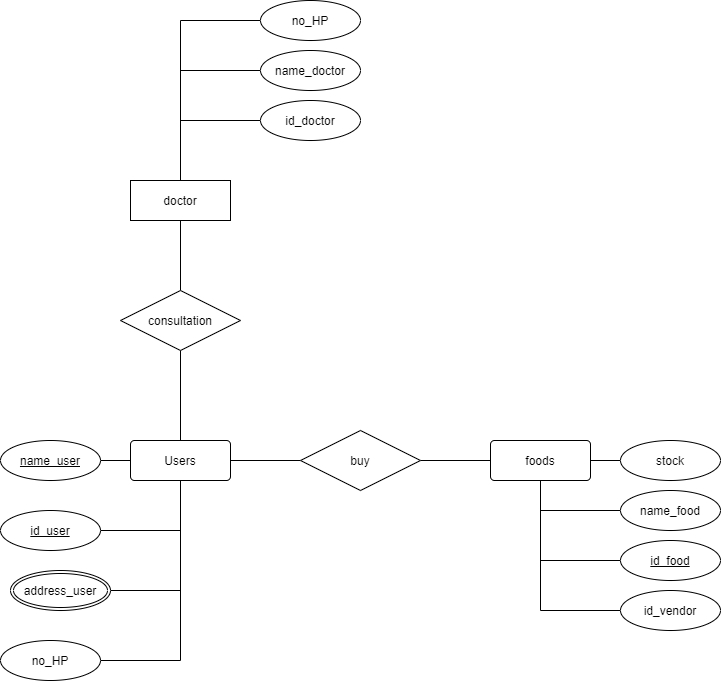 no_HP
name_doctor
id_doctor
doctor
consultation
name_user
Users
buy
foods
stock
name_food
id_user
id_food
address_user
id_vendor
no_HP